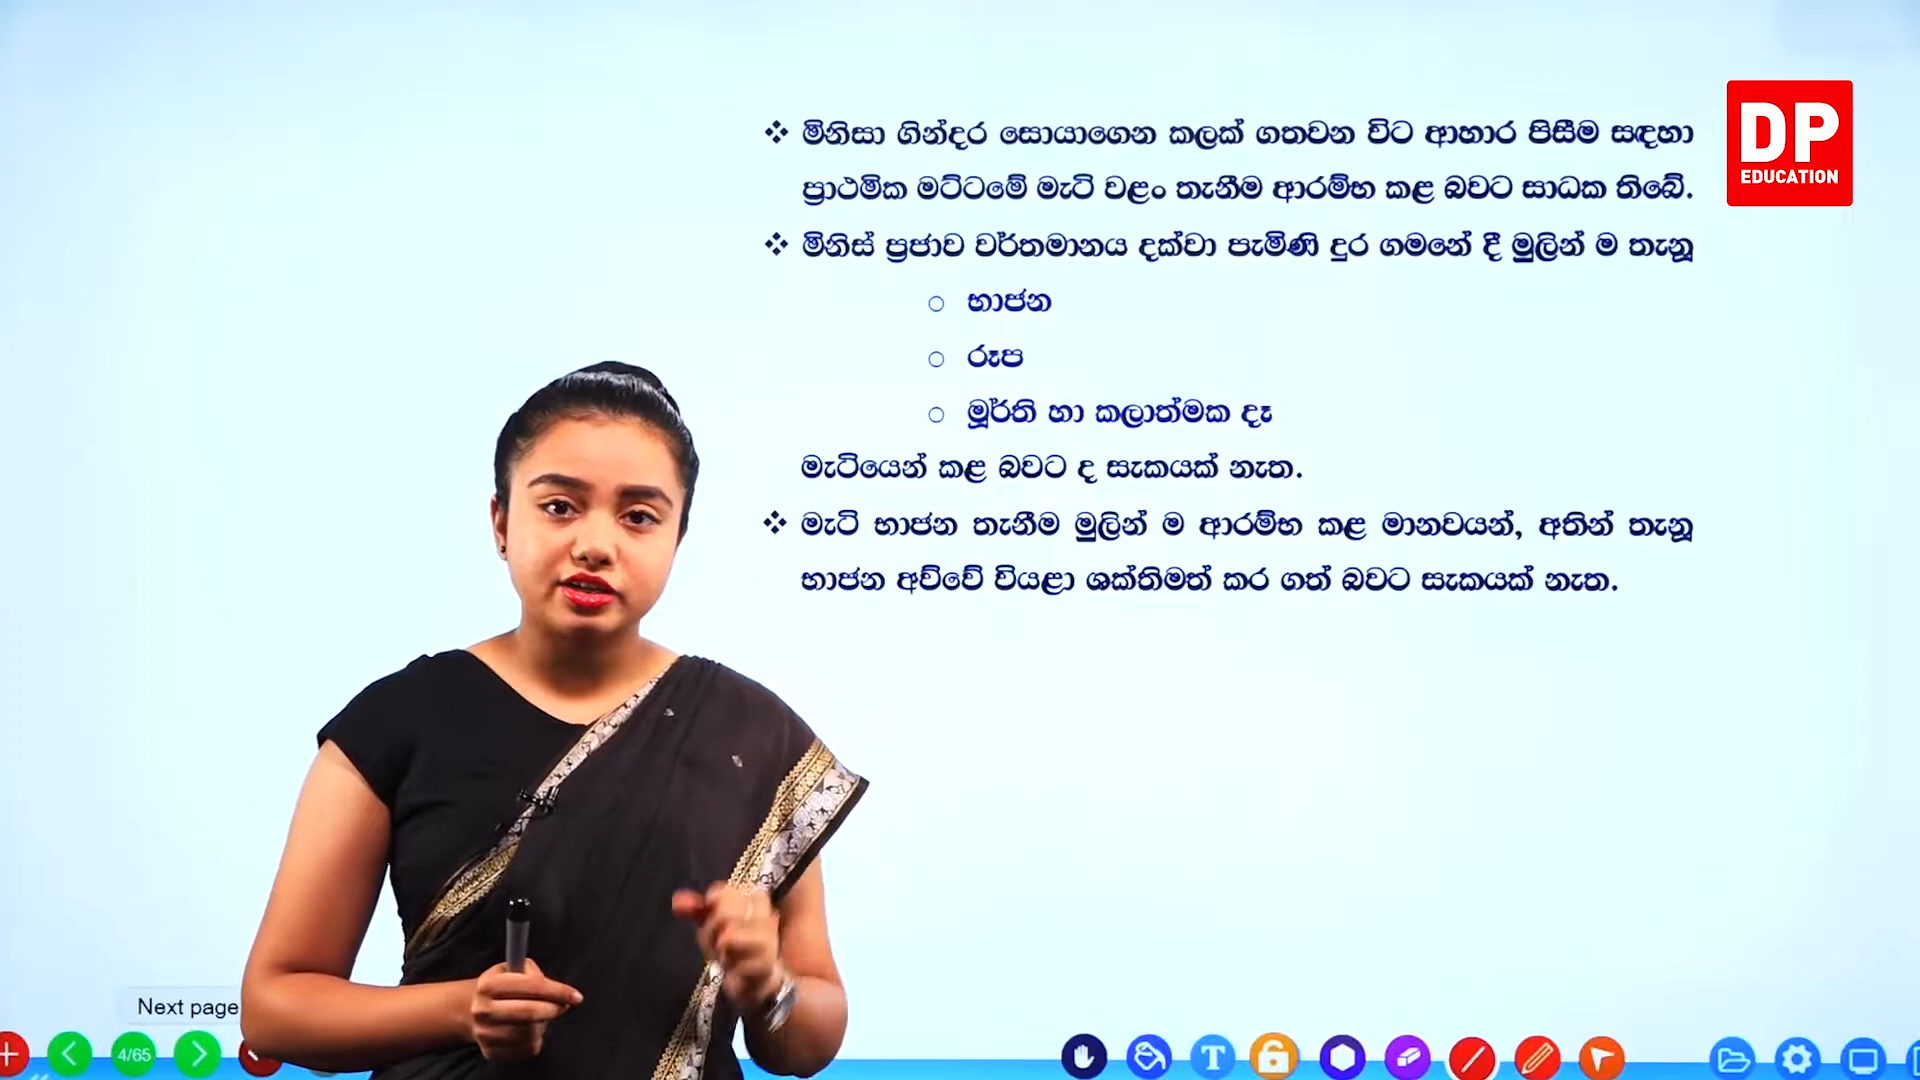 ❖ මිනිසා ගින්දර සොයාගෙන කලක් ගතවන විට ආහාර පිසීම සඳහා
ප්‍රාථමික මට්ටමේ මැටි වළං තැනීම ආරම්භ කළ බවට සාධක තිබේ.
❖ මිනිස් ප්‍රජාව වර්තමානය දක්වා පැමිණි දුර ගමනේ දී මුලින් ම තැනූ
○ භාජන
○ රූප
○ මූර්ති හා කලාත්මක දෑ
මැටියෙන් කළ බවට ද සැකයක් නැත.
❖ මැටි භාජන තැනීම මුලින් ම ආරම්භ කළ මානවයන්, අතින් තැනූ
භාජන අව්වේ වියළා ශක්තිමත් කර ගත් බවට සැකයක් නැත.
DP
EDUCATION
Next page
4/65
T